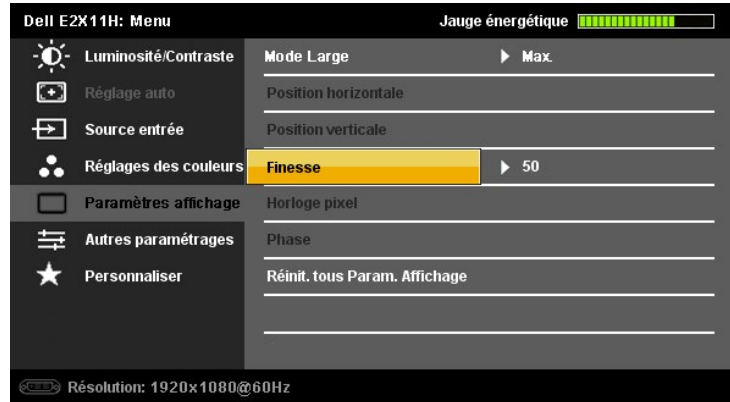 Dell E2X11H: Menu Jauge énergétique
Luminosité/Contraste Mode Large Max.
Réglage auto Position horizontale
Source entrée Position verticale
Réglages des couleurs Finesse 50
Paramètres affichage Horloge pixel
Autres paramétrages Phase
Personnaliser Réinit. tous Param. Affichage
Résolution: 1920x1080@60Hz